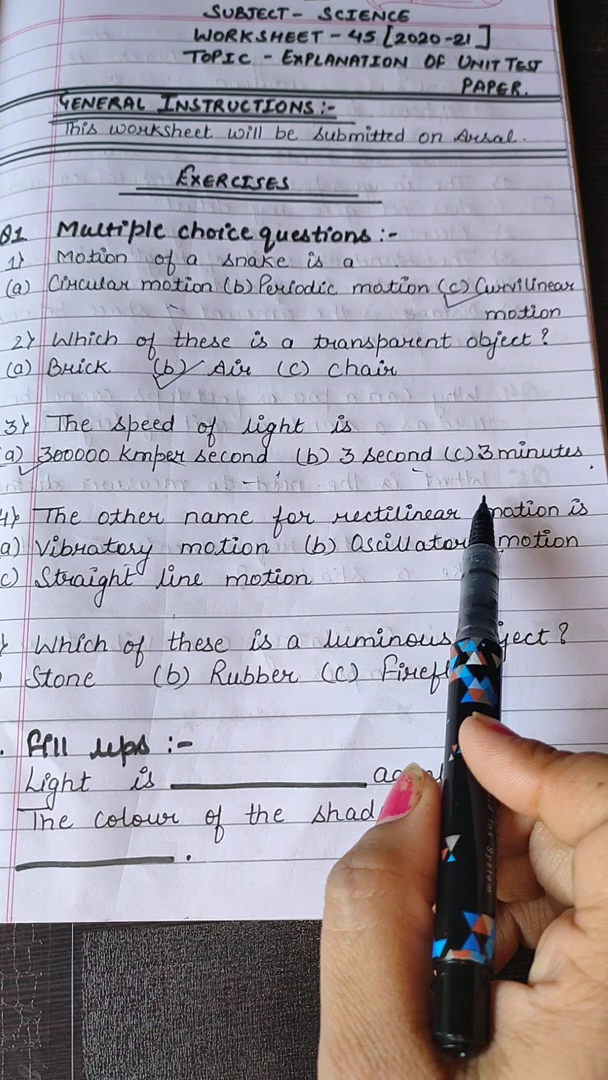 SUBJECT - SCIENCE
WORKSHEET - 45 [2020-21]
TOPIC - EXPLANATION OF UNIT TEST
PAPER.
GENERAL INSTRUCTIONS :-
This worksheet will be submitted on Arsal.
EXERCISES
Q1 Multiple choice questions :-
1) Motion of a snake is a
(a) Circular motion (b) Periodic motion (c) Curvilinear
motion
2) Which of these is a transparent object?
(a) Brick (b) Air (c) Chair
3) The speed of light is
a) 300000 kmper second (b) 3 second (c) 3 minutes.
4) The other name for rectilinear motion is
a) Vibratory motion (b) Oscillatory motion
c) Straight line motion
Which of these is a luminous object?
Stone (b) Rubber (c)
Fill ups :-
Light is
The colour of the
System